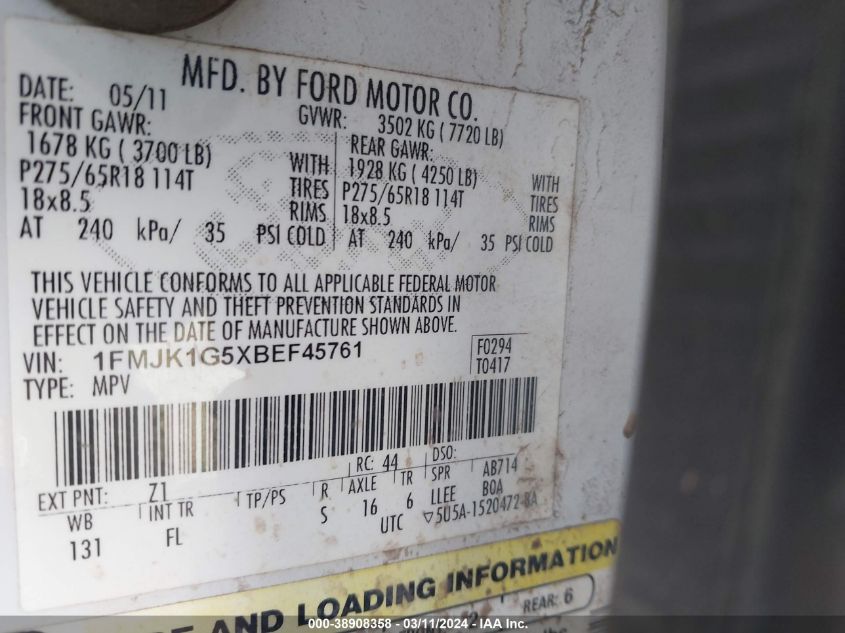 MFD. BY FORD MOTOR CO.
DATE: 05/11 GVWR: 3502 KG ( 7720 LB)
FRONT GAWR: REAR GAWR:
1678 KG ( 3700 LB) WITH 1928 KG ( 4250 LB) WITH
P275/65R18 114T TIRES P275/65R18 114T TIRES
18x8.5 RIMS 18x8.5 RIMS
AT 240 kPa/ 35 PSI COLD AT 240 kPa/ 35 PSI COLD
THIS VEHICLE CONFORMS TO ALL APPLICABLE FEDERAL MOTOR
VEHICLE SAFETY AND THEFT PREVENTION STANDARDS IN
EFFECT ON THE DATE OF MANUFACTURE SHOWN ABOVE.
VIN: 1FMJK1G5XBEF45761 F0294
TYPE: MPV T0417
EXT PNT: Z1 RC: 44 DSO:
WB INT TR TP/PS R AXLE TR SPR AB714
131 FL S 16 6 LLEE BOA
UTC ▽5U5A-1520472-BA
E AND LOADING INFORMATION
REAR: 6
000-38908358 - 03/11/2024 - IAA Inc.